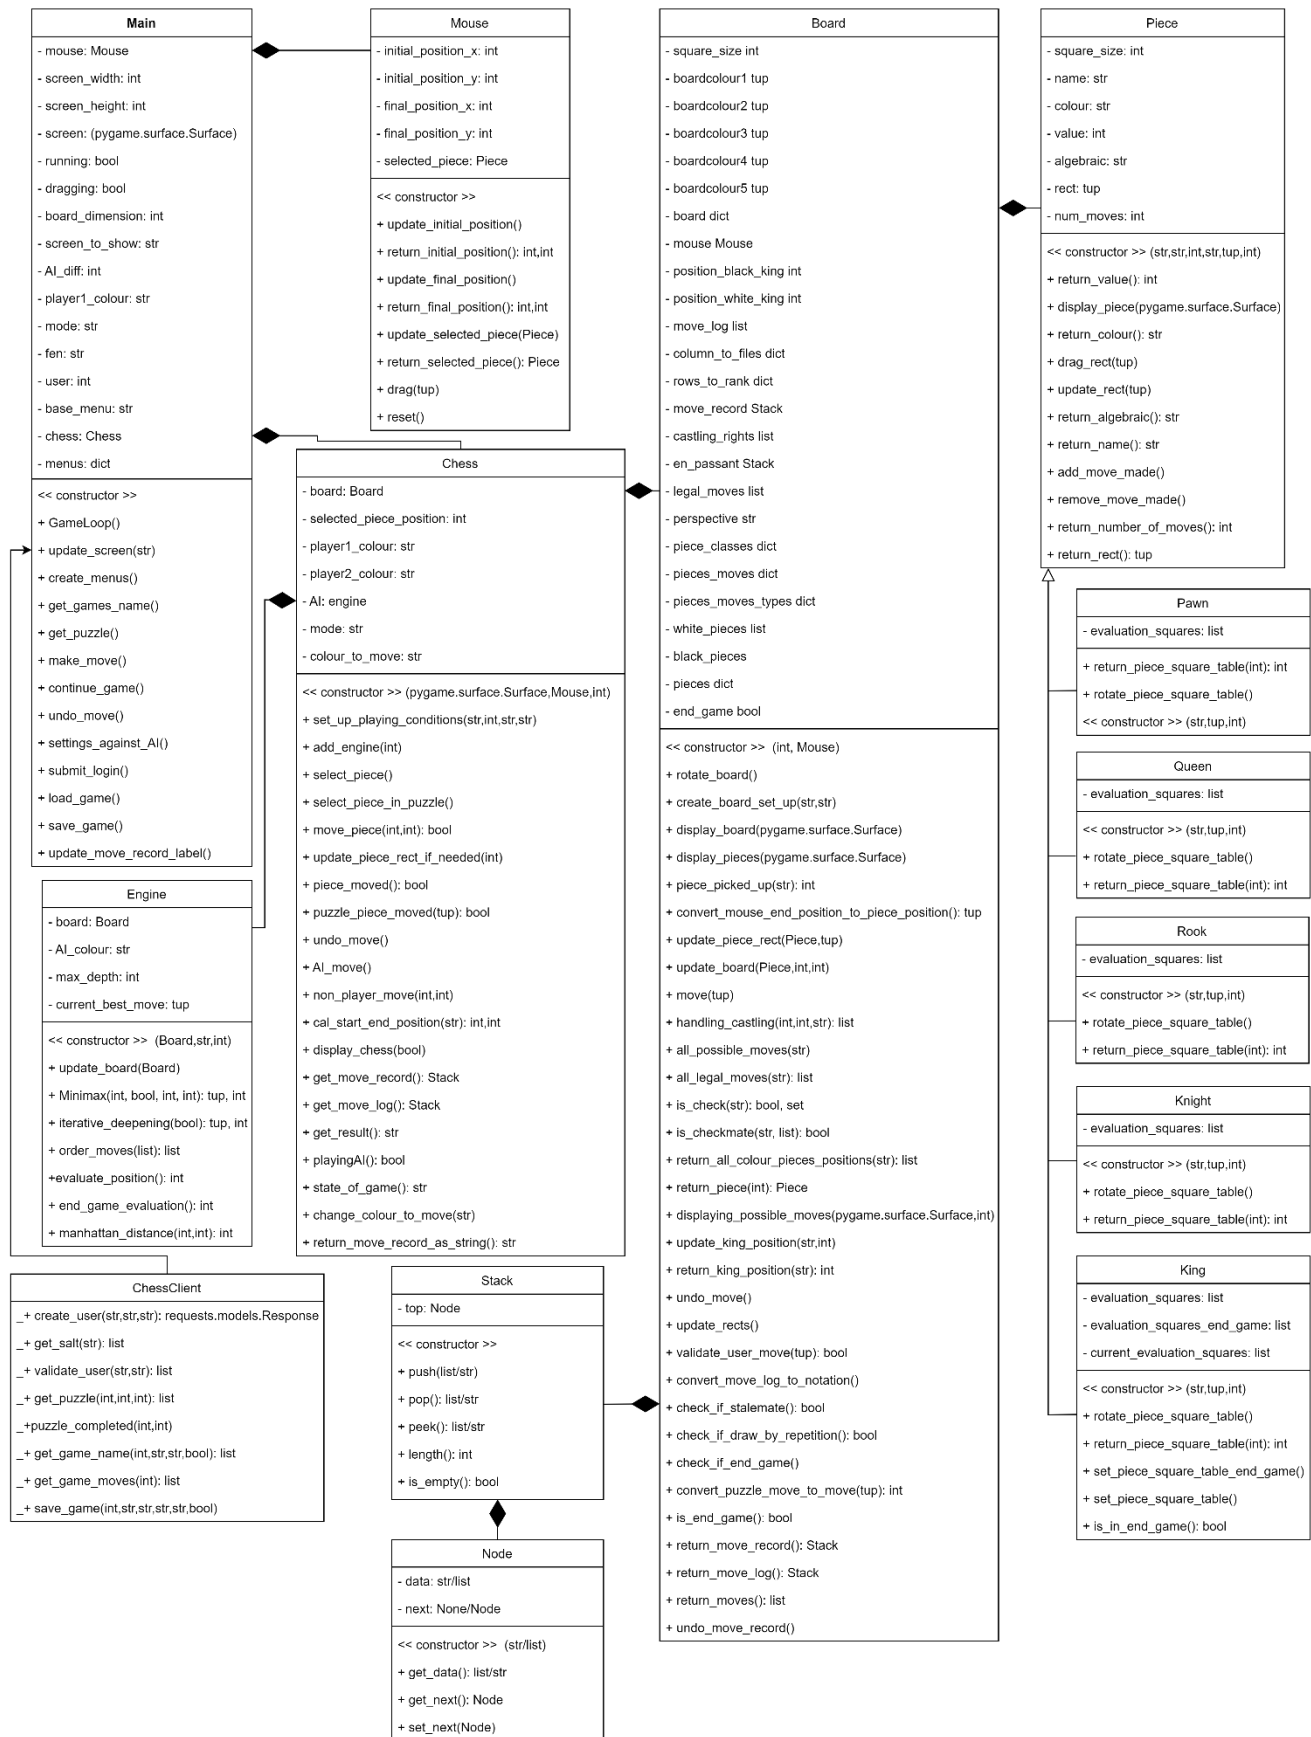 Main
- mouse: Mouse
- screen_width: int
- screen_height: int
- screen: (pygame.surface.Surface)
- running: bool
- dragging: bool
- board_dimension: int
- screen_to_show: str
- AI_diff: int
- player1_colour: str
- mode: str
- fen: str
- user: int
- base_menu: str
- chess: Chess
- menus: dict
<< constructor >>
+ GameLoop()
+ update_screen(str)
+ create_menus()
+ get_games_name()
+ get_puzzle()
+ make_move()
+ continue_game()
+ undo_move()
+ settings_against_AI()
+ submit_login()
+ load_game()
+ save_game()
+ update_move_record_label()
Mouse
- initial_position_x: int
- initial_position_y: int
- final_position_x: int
- final_position_y: int
- selected_piece: Piece
<< constructor >>
+ update_initial_position()
+ return_initial_position(): int,int
+ update_final_position()
+ return_final_position(): int,int
+ update_selected_piece(Piece)
+ return_selected_piece(): Piece
+ drag(tup)
+ reset()
Chess
- board: Board
- selected_piece_position: int
- player1_colour: str
- player2_colour: str
- AI: engine
- mode: str
- colour_to_move: str
<< constructor >> (pygame.surface.Surface,Mouse,int)
+ set_up_playing_conditions(str,int,str,str)
+ add_engine(int)
+ select_piece()
+ select_piece_in_puzzle()
+ move_piece(int,int): bool
+ update_piece_rect_if_needed(int)
+ piece_moved(): bool
+ puzzle_piece_moved(tup): bool
+ undo_move()
+ AI_move()
+ non_player_move(int,int)
+ cal_start_end_position(str): int,int
+ display_chess(bool)
+ get_move_record(): Stack
+ get_move_log(): Stack
+ get_result(): str
+ playingAI(): bool
+ state_of_game(): str
+ change_colour_to_move(str)
+ return_move_record_as_string(): str
Engine
- board: Board
- AI_colour: str
- max_depth: int
- current_best_move: tup
<< constructor >>  (Board,str,int)
+ update_board(Board)
+ Minimax(int, bool, int, int): tup, int
+ iterative_deepening(bool): tup, int
+ order_moves(list): list
+evaluate_position(): int
+ end_game_evaluation(): int
+ manhattan_distance(int,int): int
ChessClient
_+ create_user(str,str,str): requests.models.Response
_+ get_salt(str): list
_+ validate_user(str,str): list
_+ get_puzzle(int,int,int): list
_+puzzle_completed(int,int)
_+ get_game_name(int,str,str,bool): list
_+ get_game_moves(int): list
_+ save_game(int,str,str,str,str,bool)
Stack
- top: Node
<< constructor >>
+ push(list/str)
+ pop(): list/str
+ peek(): list/str
+ length(): int
+ is_empty(): bool
Node
- data: str/list
- next: None/Node
<< constructor >>  (str/list)
+ get_data(): list/str
+ get_next(): Node
+ set_next(Node)
Board
- square_size int
- boardcolour1 tup
- boardcolour2 tup
- boardcolour3 tup
- boardcolour4 tup
- boardcolour5 tup
- board dict
- mouse Mouse
- position_black_king int
- position_white_king int
- move_log list
- column_to_files dict
- rows_to_rank dict
- move_record Stack
- castling_rights list
- en_passant Stack
- legal_moves list
- perspective str
- piece_classes dict
- pieces_moves dict
- pieces_moves_types dict
- white_pieces list
- black_pieces
- pieces dict
- end_game bool
<< constructor >>  (int, Mouse)
+ rotate_board()
+ create_board_set_up(str,str)
+ display_board(pygame.surface.Surface)
+ display_pieces(pygame.surface.Surface)
+ piece_picked_up(str): int
+ convert_mouse_end_position_to_piece_position(): tup
+ update_piece_rect(Piece,tup)
+ update_board(Piece,int,int)
+ move(tup)
+ handling_castling(int,int,str): list
+ all_possible_moves(str)
+ all_legal_moves(str): list
+ is_check(str): bool, set
+ is_checkmate(str, list): bool
+ return_all_colour_pieces_positions(str): list
+ return_piece(int): Piece
+ displaying_possible_moves(pygame.surface.Surface,int)
+ update_king_position(str,int)
+ return_king_position(str): int
+ undo_move()
+ update_rects()
+ validate_user_move(tup): bool
+ convert_move_log_to_notation()
+ check_if_stalemate(): bool
+ check_if_draw_by_repetition(): bool
+ check_if_end_game()
+ convert_puzzle_move_to_move(tup): int
+ is_end_game(): bool
+ return_move_record(): Stack
+ return_move_log(): Stack
+ return_moves(): list
+ undo_move_record()
Piece
- square_size: int
- name: str
- colour: str
- value: int
- algebraic: str
- rect: tup
- num_moves: int
<< constructor >> (str,str,int,str,tup,int)
+ return_value(): int
+ display_piece(pygame.surface.Surface)
+ return_colour(): str
+ drag_rect(tup)
+ update_rect(tup)
+ return_algebraic(): str
+ return_name(): str
+ add_move_made()
+ remove_move_made()
+ return_number_of_moves(): int
+ return_rect(): tup
Pawn
- evaluation_squares: list
+ return_piece_square_table(int): int
+ rotate_piece_square_table()
<< constructor >> (str,tup,int)
Queen
- evaluation_squares: list
<< constructor >> (str,tup,int)
+ rotate_piece_square_table()
+ return_piece_square_table(int): int
Rook
- evaluation_squares: list
<< constructor >> (str,tup,int)
+ rotate_piece_square_table()
+ return_piece_square_table(int): int
Knight
- evaluation_squares: list
<< constructor >> (str,tup,int)
+ rotate_piece_square_table()
+ return_piece_square_table(int): int
King
- evaluation_squares: list
- evaluation_squares_end_game: list
- current_evaluation_squares: list
<< constructor >> (str,tup,int)
+ rotate_piece_square_table()
+ return_piece_square_table(int): int
+ set_piece_square_table_end_game()
+ set_piece_square_table()
+ is_in_end_game(): bool